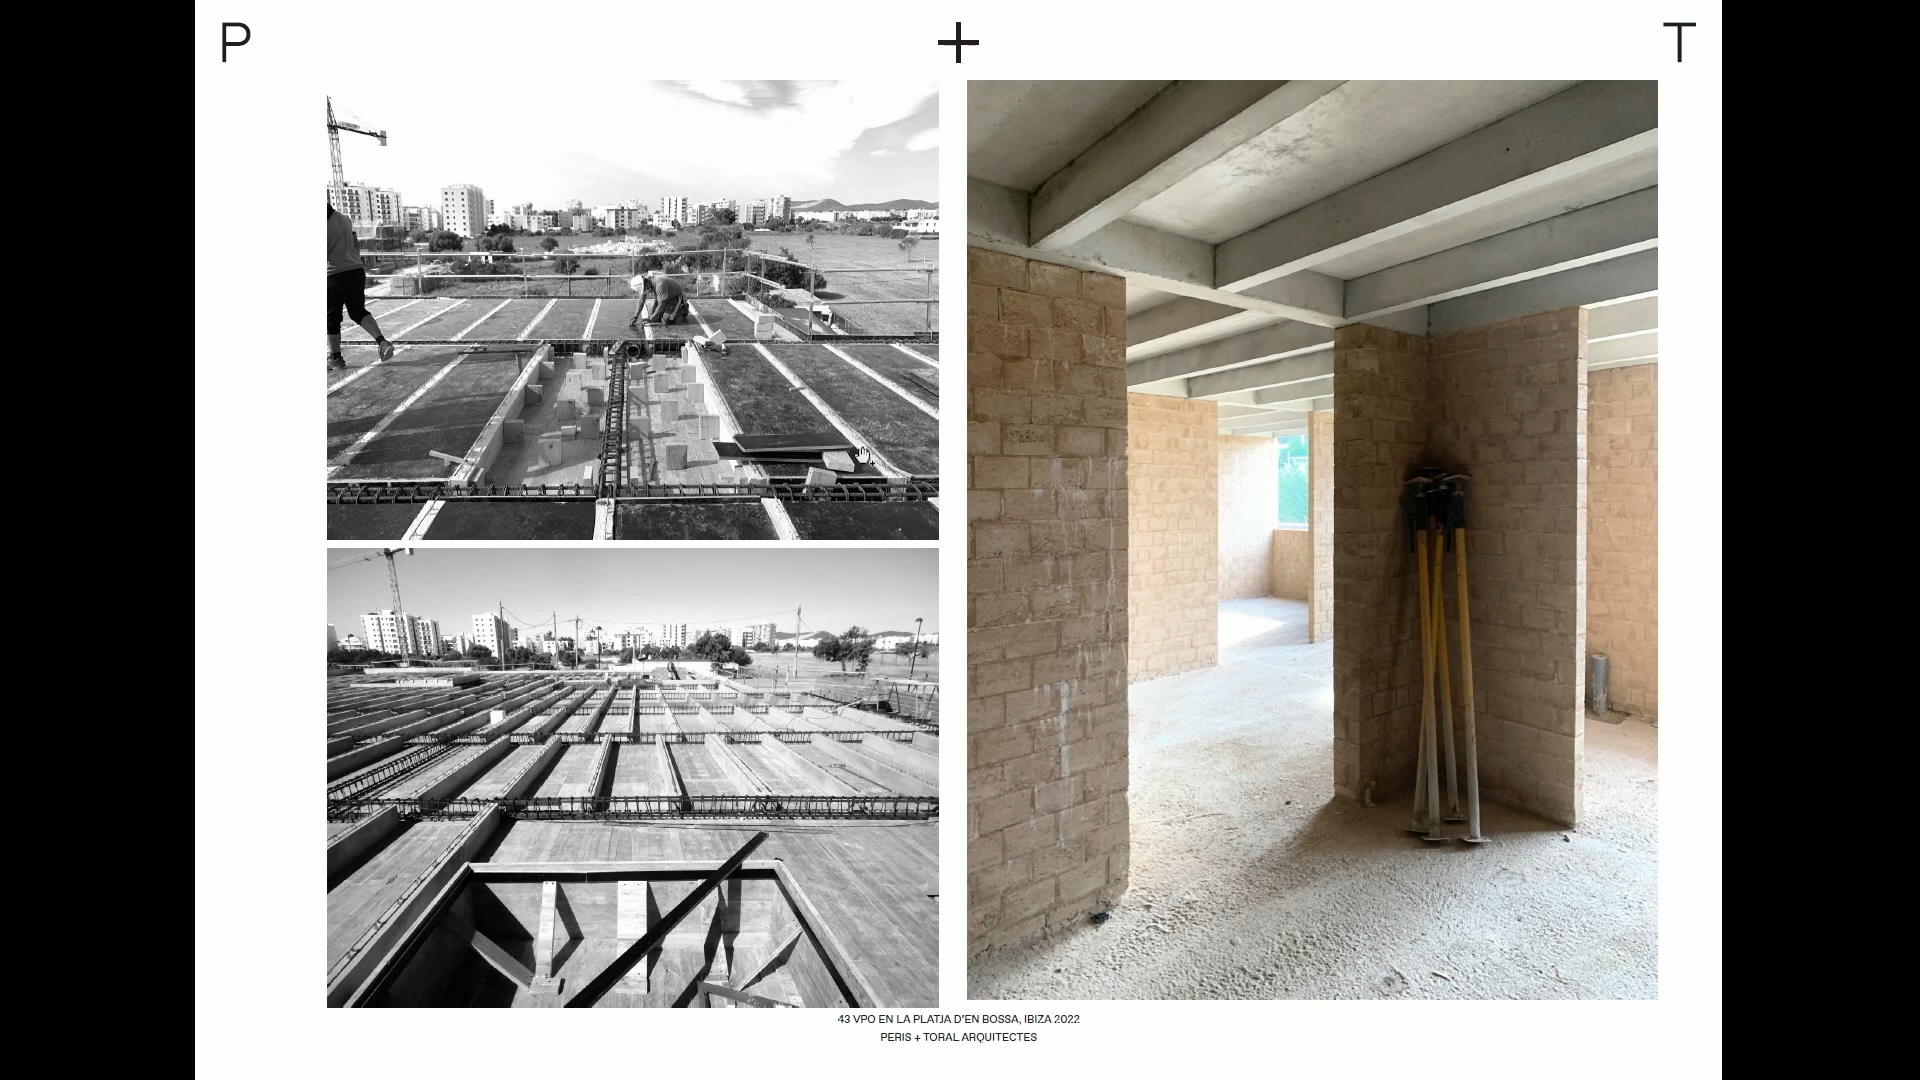 P + T
43 VPO EN LA PLATJA D'EN BOSSA, IBIZA 2022
PERIS + TORAL ARQUITECTES